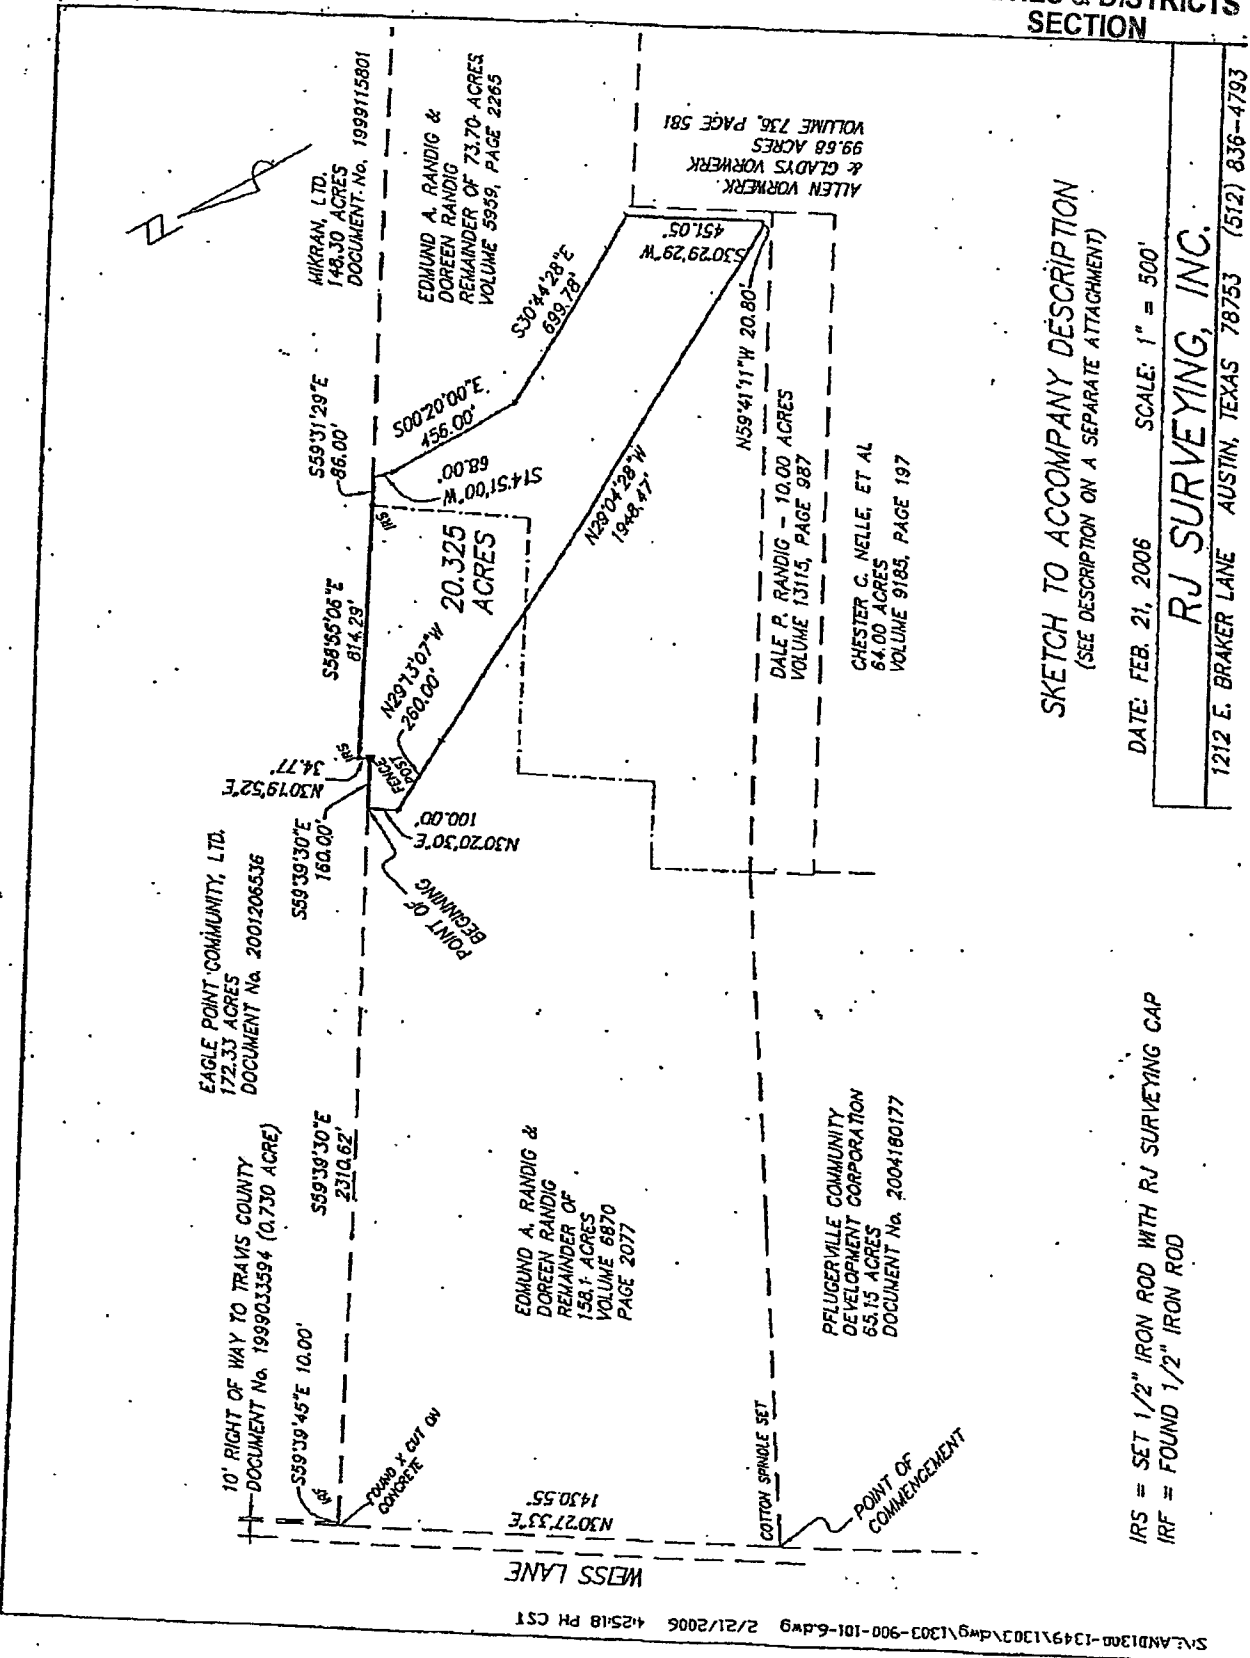 & DISTRICTS
SECTION
10' RIGHT OF WAY TO TRAVIS COUNTY
DOCUMENT No. 1999033594 (0.730 ACRE)
S59°39'45"E 10.00'
IRF
FOUND X CUT ON
CONCRETE
S59°39'30"E
2310.62'
EAGLE POINT COMMUNITY, LTD.
172.33 ACRES
DOCUMENT No. 2001206536
S59°39'30"E
160.00'
N30°19'52"E
34.77'
IRS
S58°55'06"E
814.29'
IRS
S59°31'29"E
86.00'
MIKRAN, LTD.
148.30 ACRES
DOCUMENT No. 1999115801
EDMUND A. RANDIG &
DOREEN RANDIG
REMAINDER OF 73.70 ACRES
VOLUME 5959, PAGE 2265
POINT OF
BEGINNING
N30°20'30"E
100.00'
FENCE
POST
N29°13'07"W
260.00'
20.325
ACRES
S14°51'00"W
68.00'
S00°20'00"E
456.00'
S30°44'28"E
699.78'
S30°29'29"W
451.05'
N29°04'28"W
1948.47'
N59°41'11"W 20.80'
ALLEN VORWERK
& GLADYS VORWERK
99.68 ACRES
VOLUME 736, PAGE 581
DALE P. RANDIG - 10.00 ACRES
VOLUME 13115, PAGE 987
CHESTER C. NELLE, ET AL
64.00 ACRES
VOLUME 9185, PAGE 197
EDMUND A. RANDIG &
DOREEN RANDIG
REMAINDER OF
158.1 ACRES
VOLUME 6870
PAGE 2077
PFLUGERVILLE COMMUNITY
DEVELOPMENT CORPORATION
65.15 ACRES
DOCUMENT No. 2004180177
WEISS LANE
N30°27'33"E
1430.55'
COTTON SPINDLE SET
POINT OF
COMMENCEMENT
IRS = SET 1/2" IRON ROD WITH RJ SURVEYING CAP
IRF = FOUND 1/2" IRON ROD
SKETCH TO ACCOMPANY DESCRIPTION
(SEE DESCRIPTION ON A SEPARATE ATTACHMENT)
DATE: FEB. 21, 2006 SCALE: 1" = 500'
RJ SURVEYING, INC.
1212 E. BRAKER LANE AUSTIN, TEXAS 78753 (512) 836-4793
S:\LAND1300-1349\1303\dwg\1303-900-101-6.dwg 2/21/2006 4:25:18 PM CST